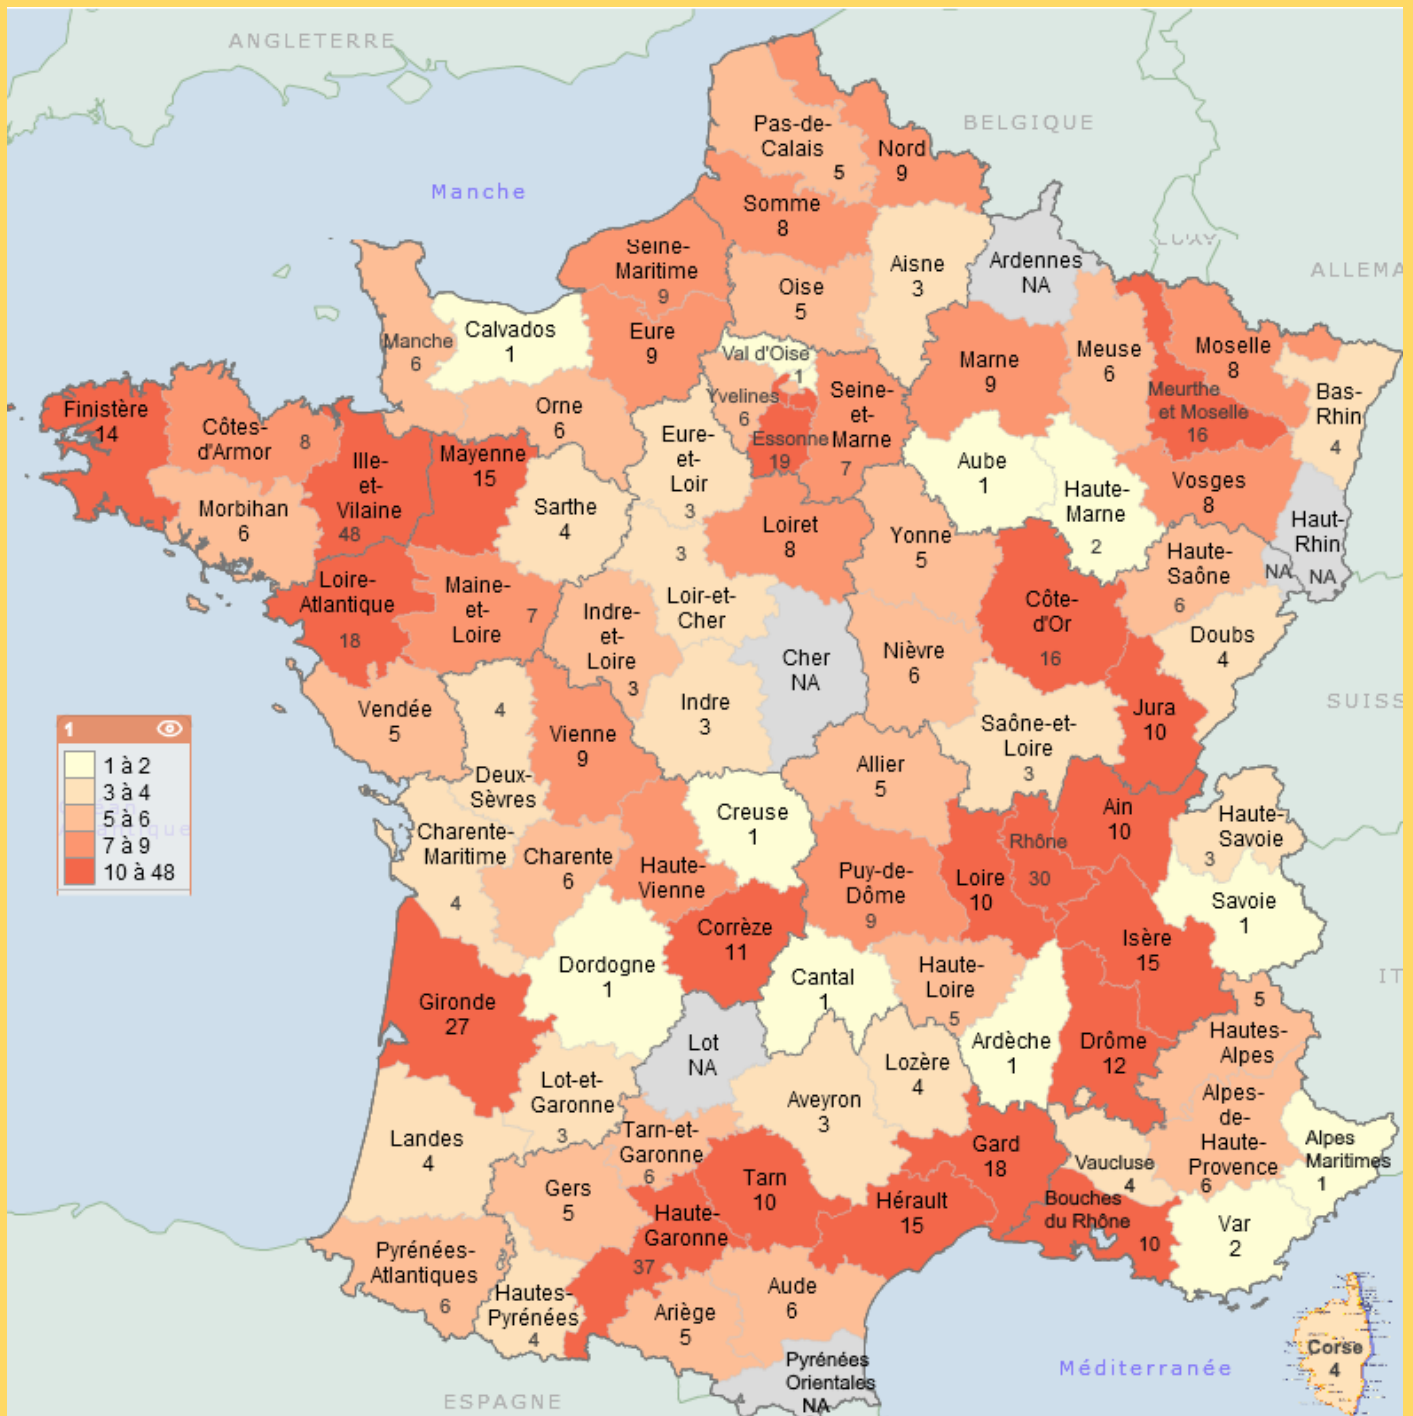 ANGLETERRE
BELGIQUE
Manche
Pas-de-
Calais
5
Nord
9
Somme
8
Seine-
Maritime
9
Oise
5
Aisne
3
Ardennes
NA
ALLEMA
Manche
6
Calvados
1
Eure
9
Val d'Oise
1
Marne
9
Meuse
6
Moselle
8
Meurthe
et Moselle
16
Bas-
Rhin
4
Finistère
14
Côtes-
d'Armor
8
Ille-
et-
Vilaine
48
Mayenne
15
Orne
6
Yvelines
6
Essonne
19
Seine-
et-
Marne
7
Eure-
et-
Loir
3
Aube
1
Haute-
Marne
2
Vosges
8
Haut-
Rhin
NA
NA
Morbihan
6
Sarthe
4
Loiret
8
Yonne
5
Haute-
Saône
6
Loire-
Atlantique
18
Maine-
et-
Loire
7
Indre-
et-
Loire
3
3
Loir-et-
Cher
Cher
NA
Nièvre
6
Côte-
d'Or
16
Doubs
4
Vendée
5
4
Deux-
Sèvres
Vienne
9
Indre
3
Saône-et-
Loire
3
Jura
10
SUISS
1
1 à 2
3 à 4
5 à 6
7 à 9
10 à 48
Allier
5
Creuse
1
Charente-
Maritime
4
Charente
6
Haute-
Vienne
Puy-de-
Dôme
9
Loire
10
Rhône
30
Ain
10
Haute-
Savoie
3
Savoie
1
Corrèze
11
Isère
15
Gironde
27
Dordogne
1
Cantal
1
Haute-
Loire
5
Ardèche
1
Drôme
12
5
Hautes-
Alpes
IT
Lot
NA
Lot-et-
Garonne
3
Aveyron
3
Lozère
4
Alpes-
de-
Haute-
Provence
6
Alpes
Maritimes
1
Landes
4
Tarn-et-
Garonne
6
Tarn
10
Gard
18
Vaucluse
4
Gers
5
Haute-
Garonne
37
Hérault
15
Bouches
du Rhône
10
Var
2
Pyrénées-
Atlantiques
6
Hautes-
Pyrénées
4
Ariège
5
Aude
6
Pyrénées
Orientales
NA
Méditerranée
Corse
4
ESPAGNE